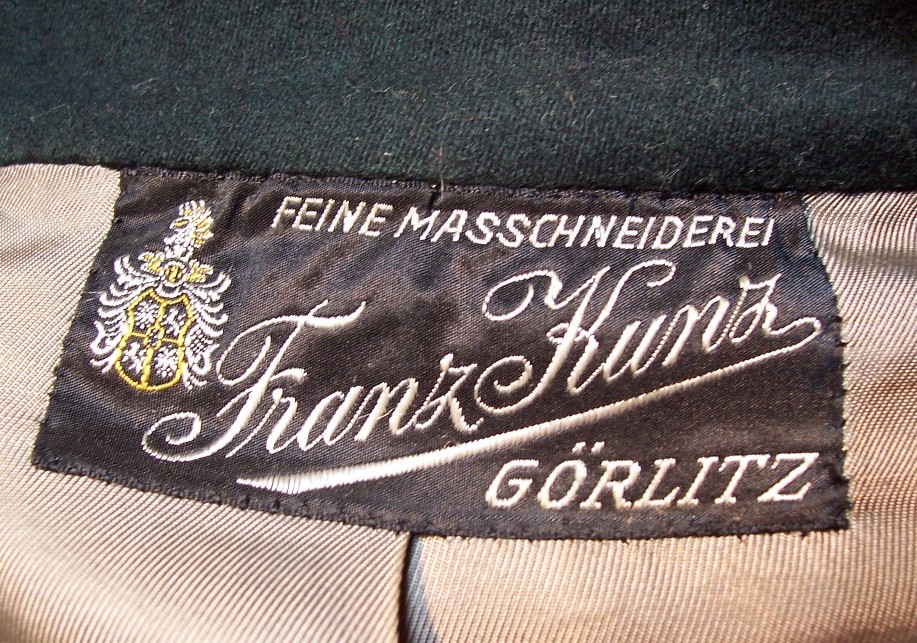 FEINE MASSCHNEIDEREI
Franz Kunz
GÖRLITZ